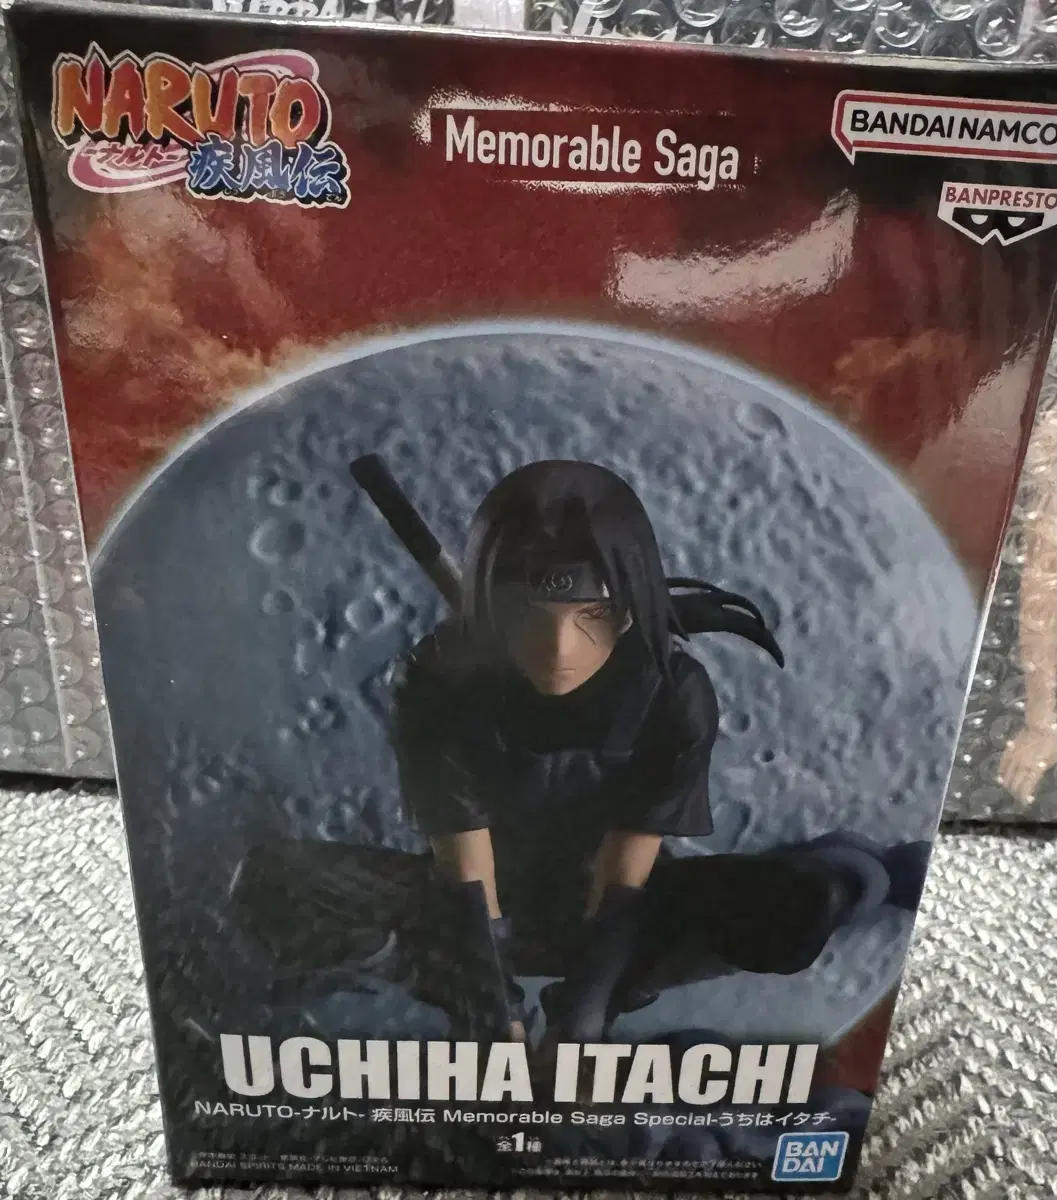 NARUTO
-ナルト-
疾風伝
Memorable Saga
BANDAI NAMCO
BANPRESTO
UCHIHA ITACHI
NARUTO-ナルト- 疾風伝 Memorable Saga Special-うちはイタチ-
全1種
BANDAI SPIRITS MADE IN VIETNAM
BAN
DAI